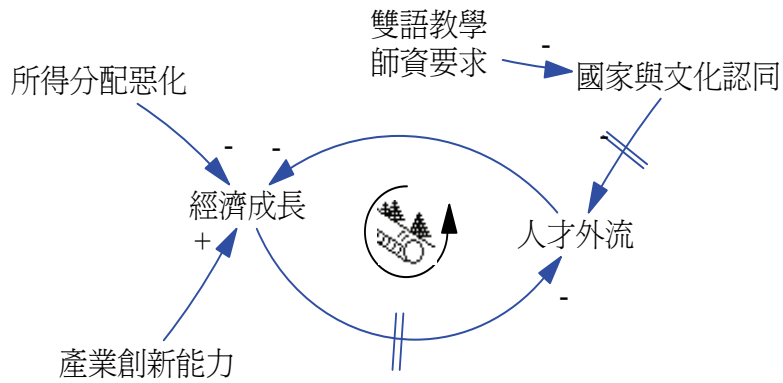 雙語教學
師資要求
-
所得分配惡化
國家與文化認同
-
-
-
經濟成長
+
人才外流
-
產業創新能力